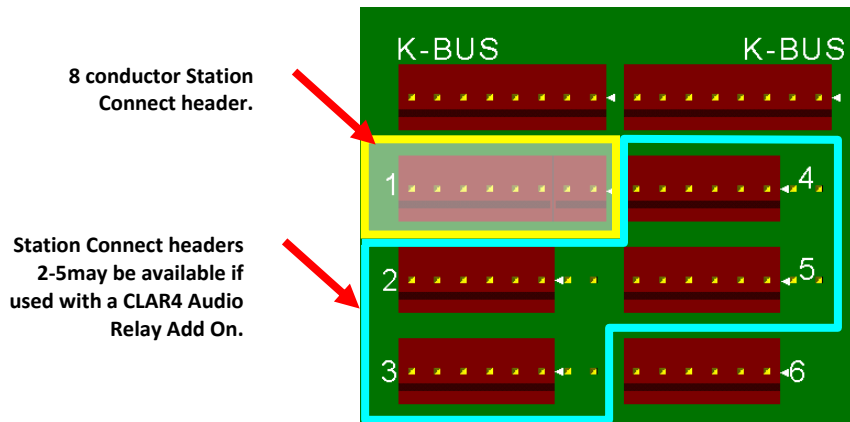 K-BUS K-BUS
8 conductor Station
Connect header.
1 4
Station Connect headers
2-5may be available if
used with a CLAR4 Audio
Relay Add On.
2 5
3 6